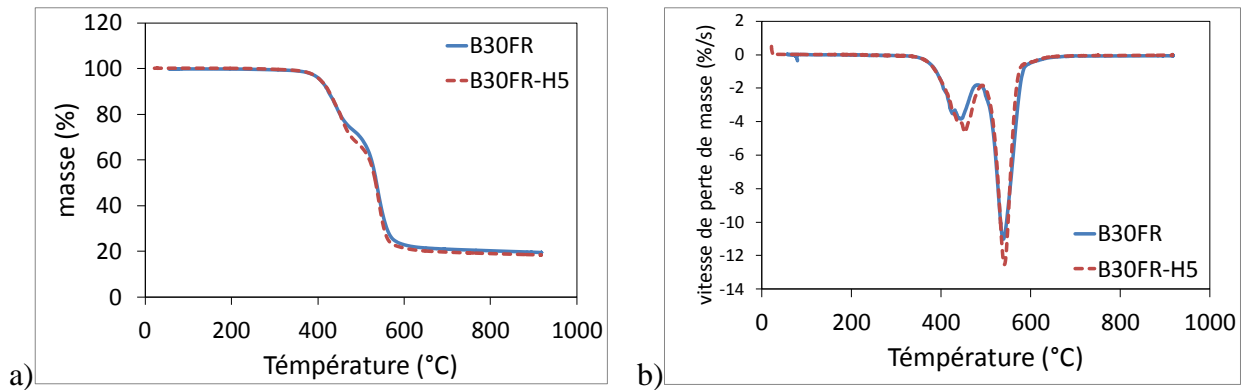 120
100
80
60
40
20
0
masse (%)
B30FR
B30FR-H5
0 200 400 600 800 1000
Témpérature (°C)
a)
2
0
-2
-4
-6
-8
-10
-12
-14
vitesse de perte de masse (%/s)
B30FR
B30FR-H5
0 200 400 600 800 1000
Témpérature (°C)
b)